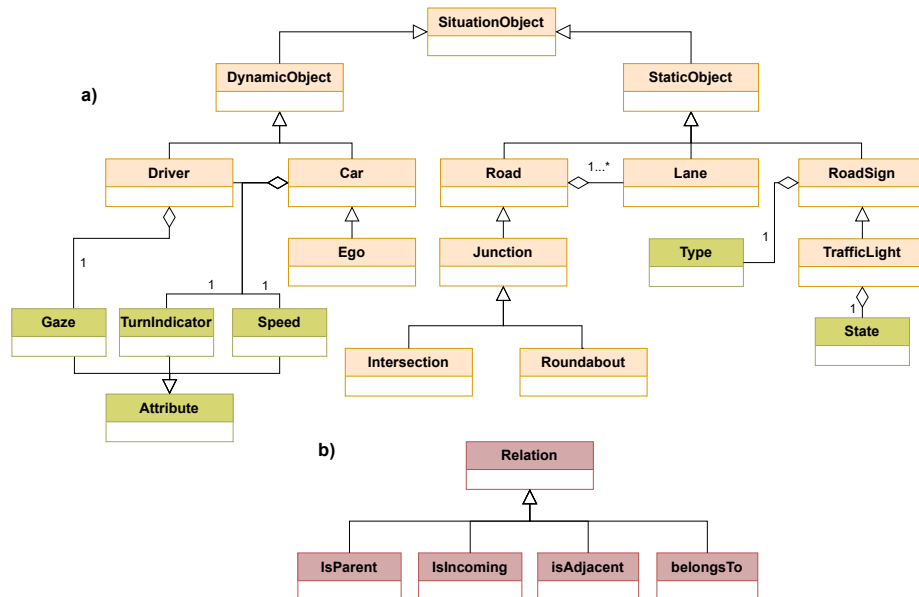 SituationObject
DynamicObject
StaticObject
a)
Driver
Car
Road
1...*
Lane
RoadSign
Ego
Junction
Type
1
TrafficLight
1
1
1
1
Gaze
TurnIndicator
Speed
State
Intersection
Roundabout
Attribute
b)
Relation
IsParent
IsIncoming
isAdjacent
belongsTo